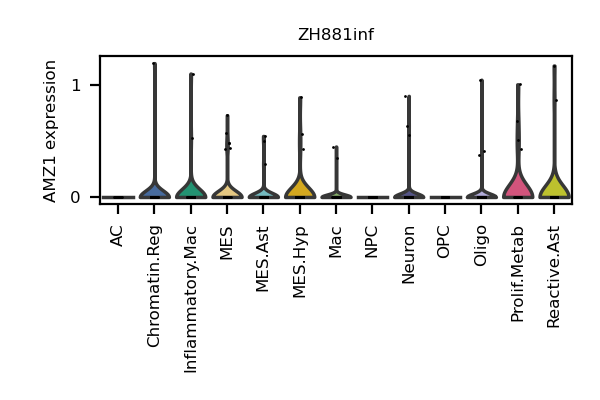 ZH881inf
AMZ1 expression
1
0
AC
Chromatin.Reg
Inflammatory.Mac
MES
MES.Ast
MES.Hyp
Mac
NPC
Neuron
OPC
Oligo
Prolif.Metab
Reactive.Ast